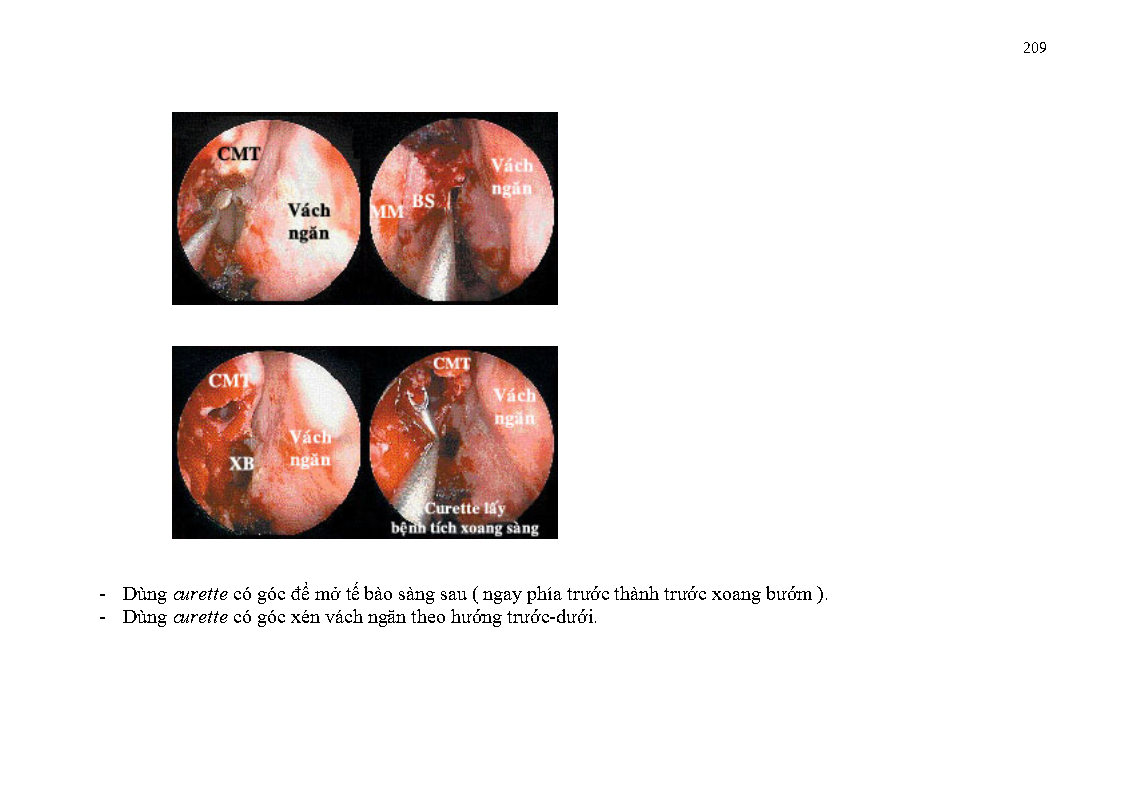 209
CMT
Vách
ngăn
Vách
ngăn
BS
MM
CMT
Vách
ngăn
XB
CMT
Vách
ngăn
Curette lấy
bệnh tích xoang sàng
- Dùng curette có góc để mở tế bào sàng sau ( ngay phía trước thành trước xoang bướm ).
- Dùng curette có góc xén vách ngăn theo hướng trước-dưới.